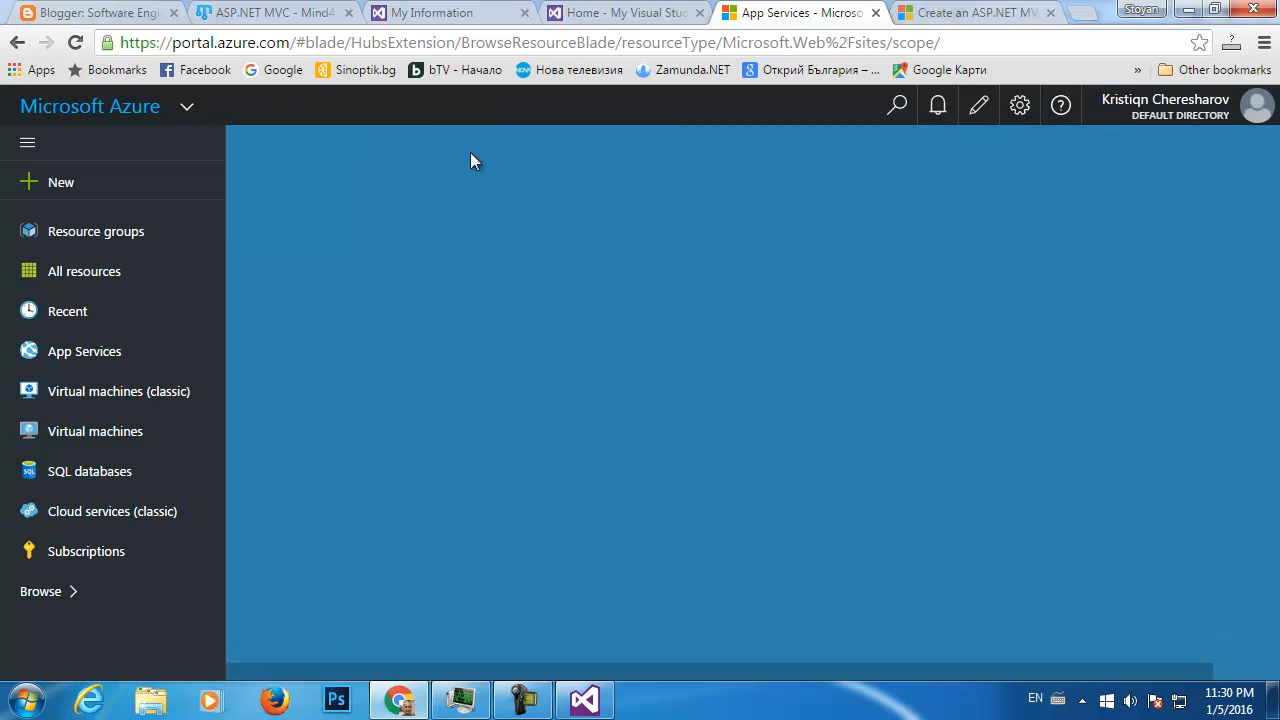 Blogger: Software Engi
ASP.NET MVC - Mind4
My Information
Home - My Visual Stud
App Services - Microso
Create an ASP.NET MV
Stoyan
https://portal.azure.com/#blade/HubsExtension/BrowseResourceBlade/resourceType/Microsoft.Web%2Fsites/scope/
Apps
Bookmarks
Facebook
Google
Sinoptik.bg
bTV - Начало
Нова телевизия
Zamunda.NET
Открий България – ...
Google Карти
»
Other bookmarks
Microsoft Azure
Kristiqn Cheresharov
DEFAULT DIRECTORY
New
Resource groups
All resources
Recent
App Services
Virtual machines (classic)
Virtual machines
SQL databases
Cloud services (classic)
Subscriptions
Browse
Ps
EN
11:30 PM
1/5/2016